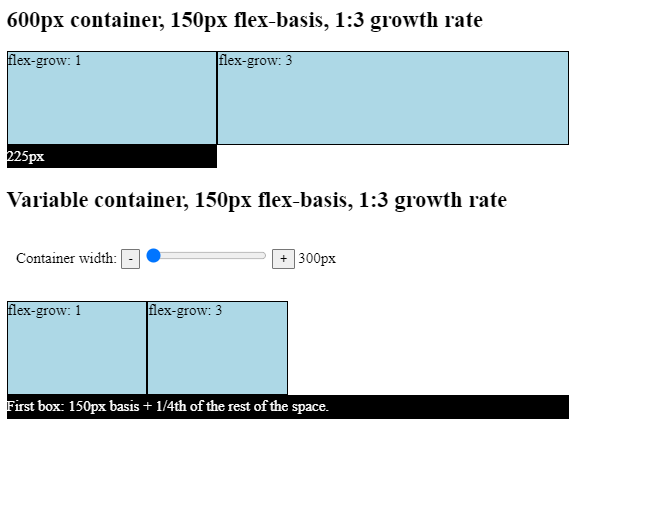 600px container, 150px flex-basis, 1:3 growth rate
flex-grow: 1
flex-grow: 3
225px
Variable container, 150px flex-basis, 1:3 growth rate
Container width: - + 300px
flex-grow: 1
flex-grow: 3
First box: 150px basis + 1/4th of the rest of the space.